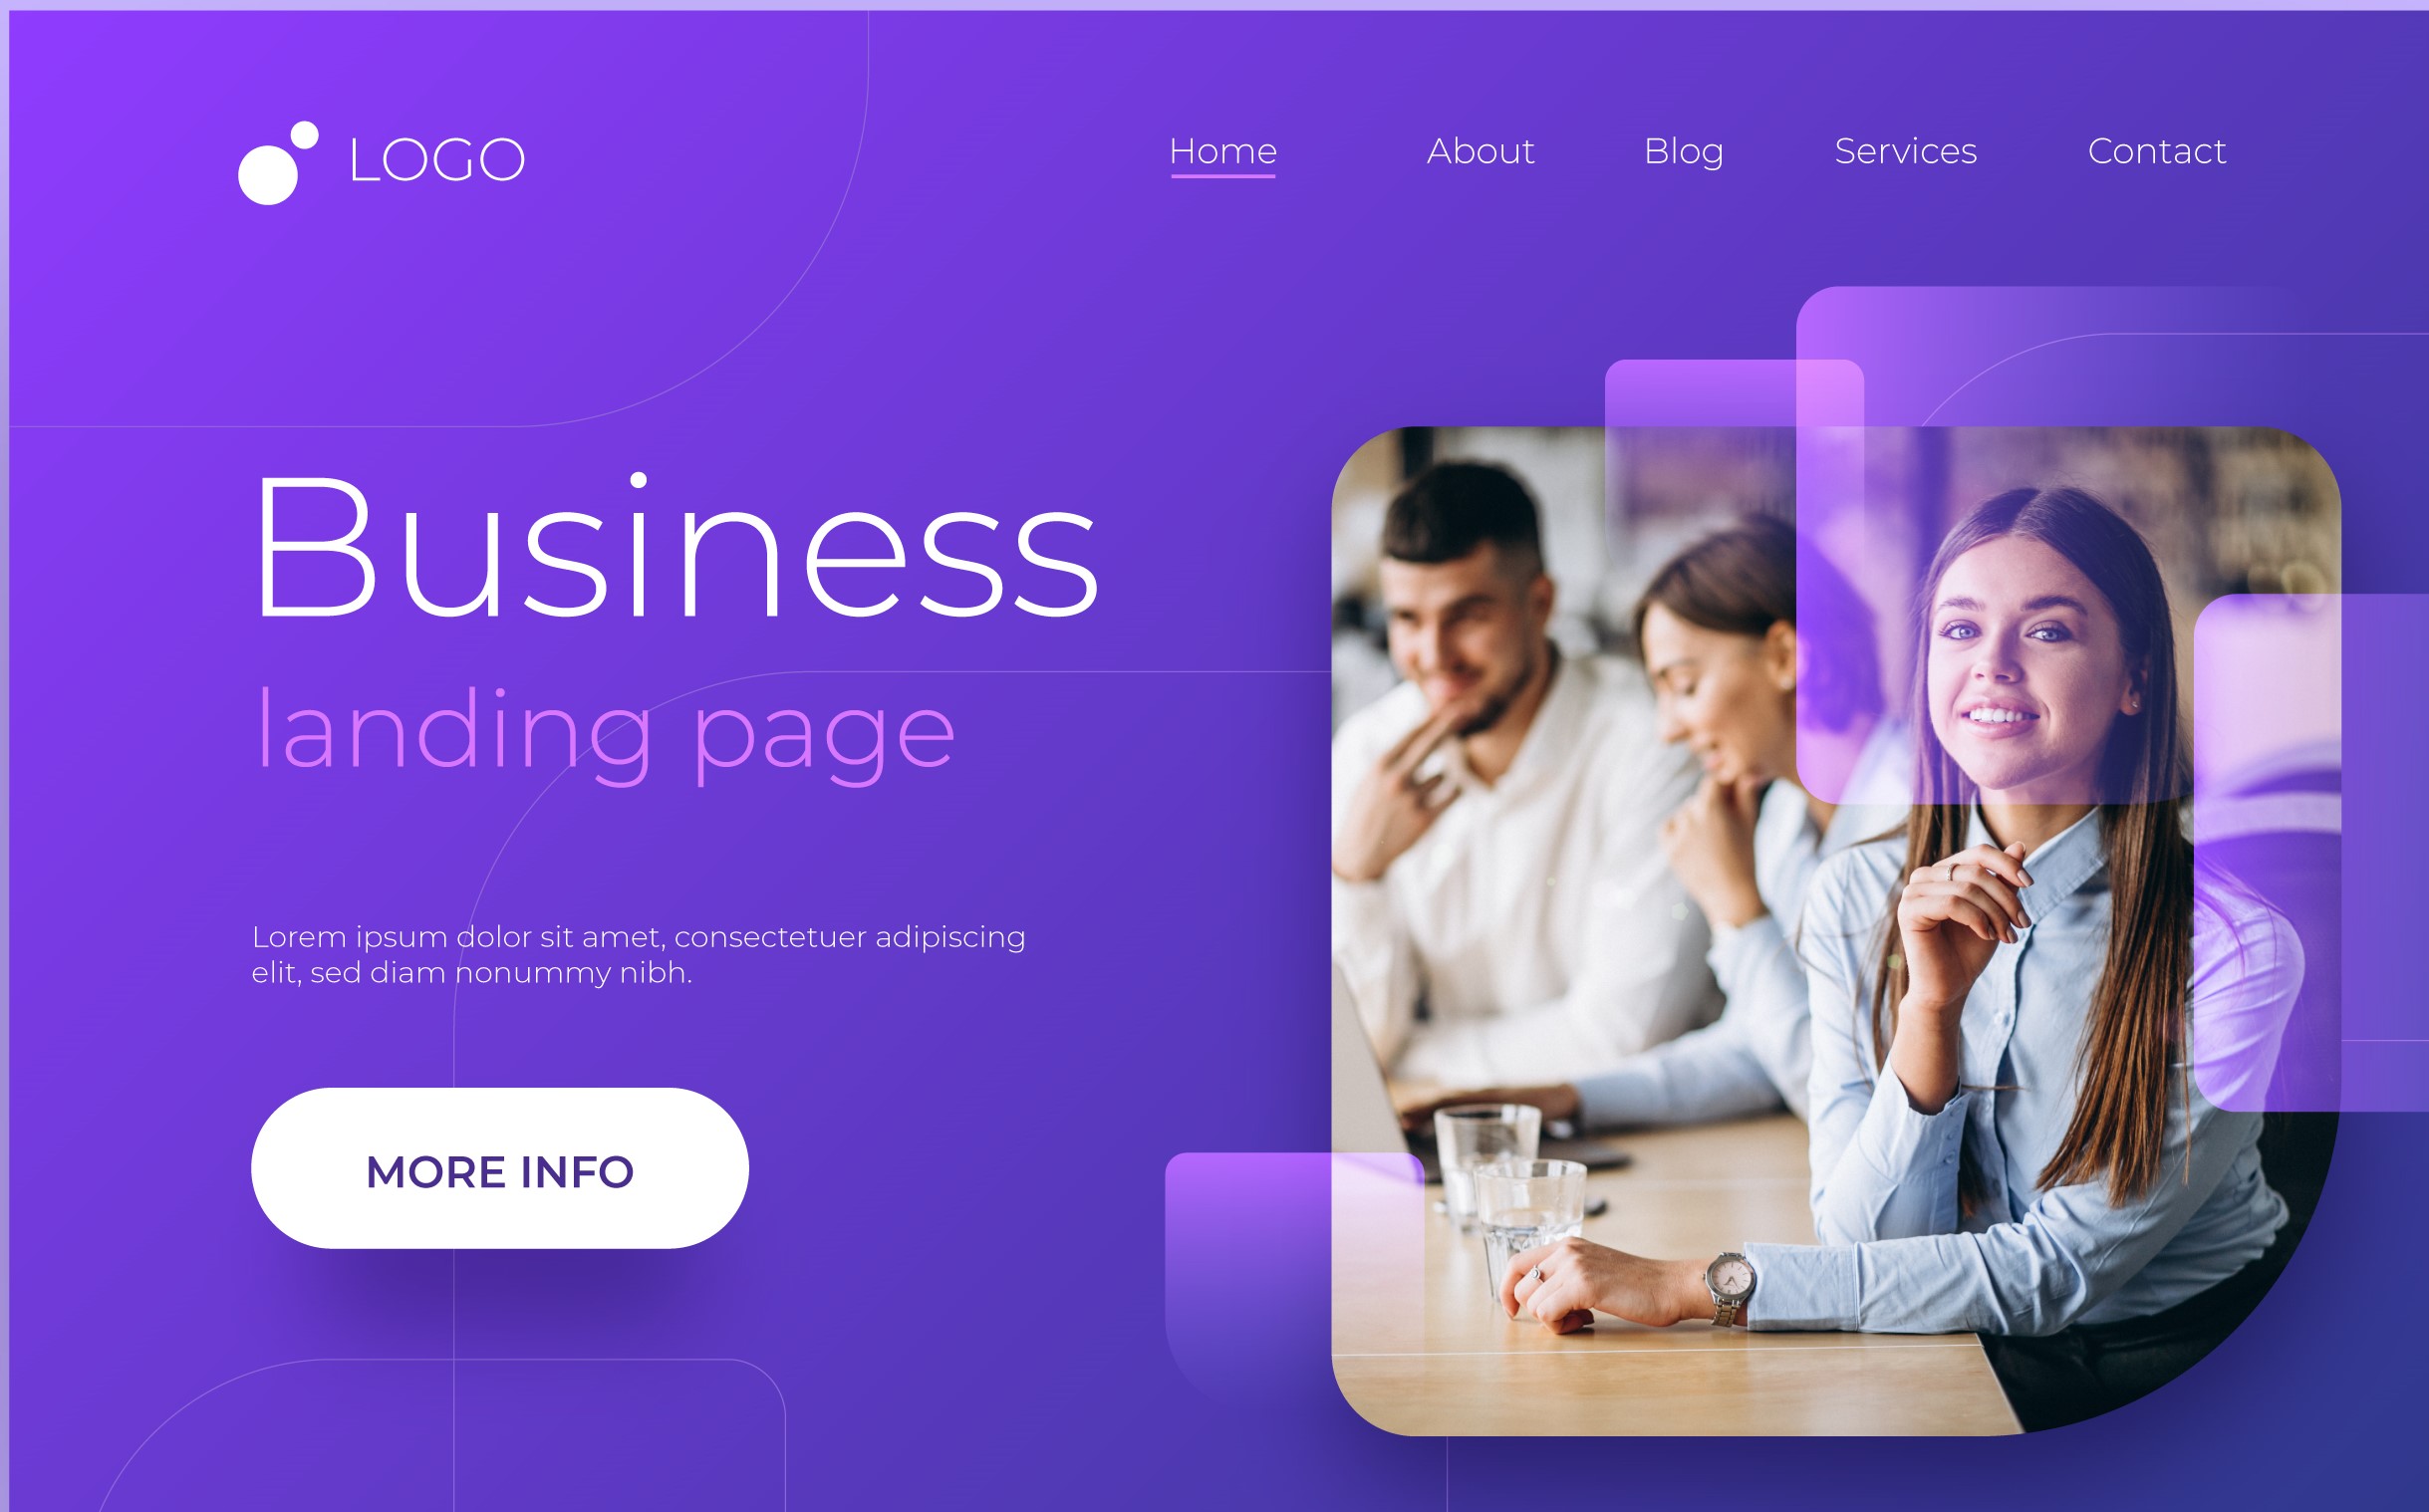 LOGO
Home About Blog Services Contact
Business
landing page
Lorem ipsum dolor sit amet, consectetuer adipiscing
elit, sed diam nonummy nibh.
MORE INFO